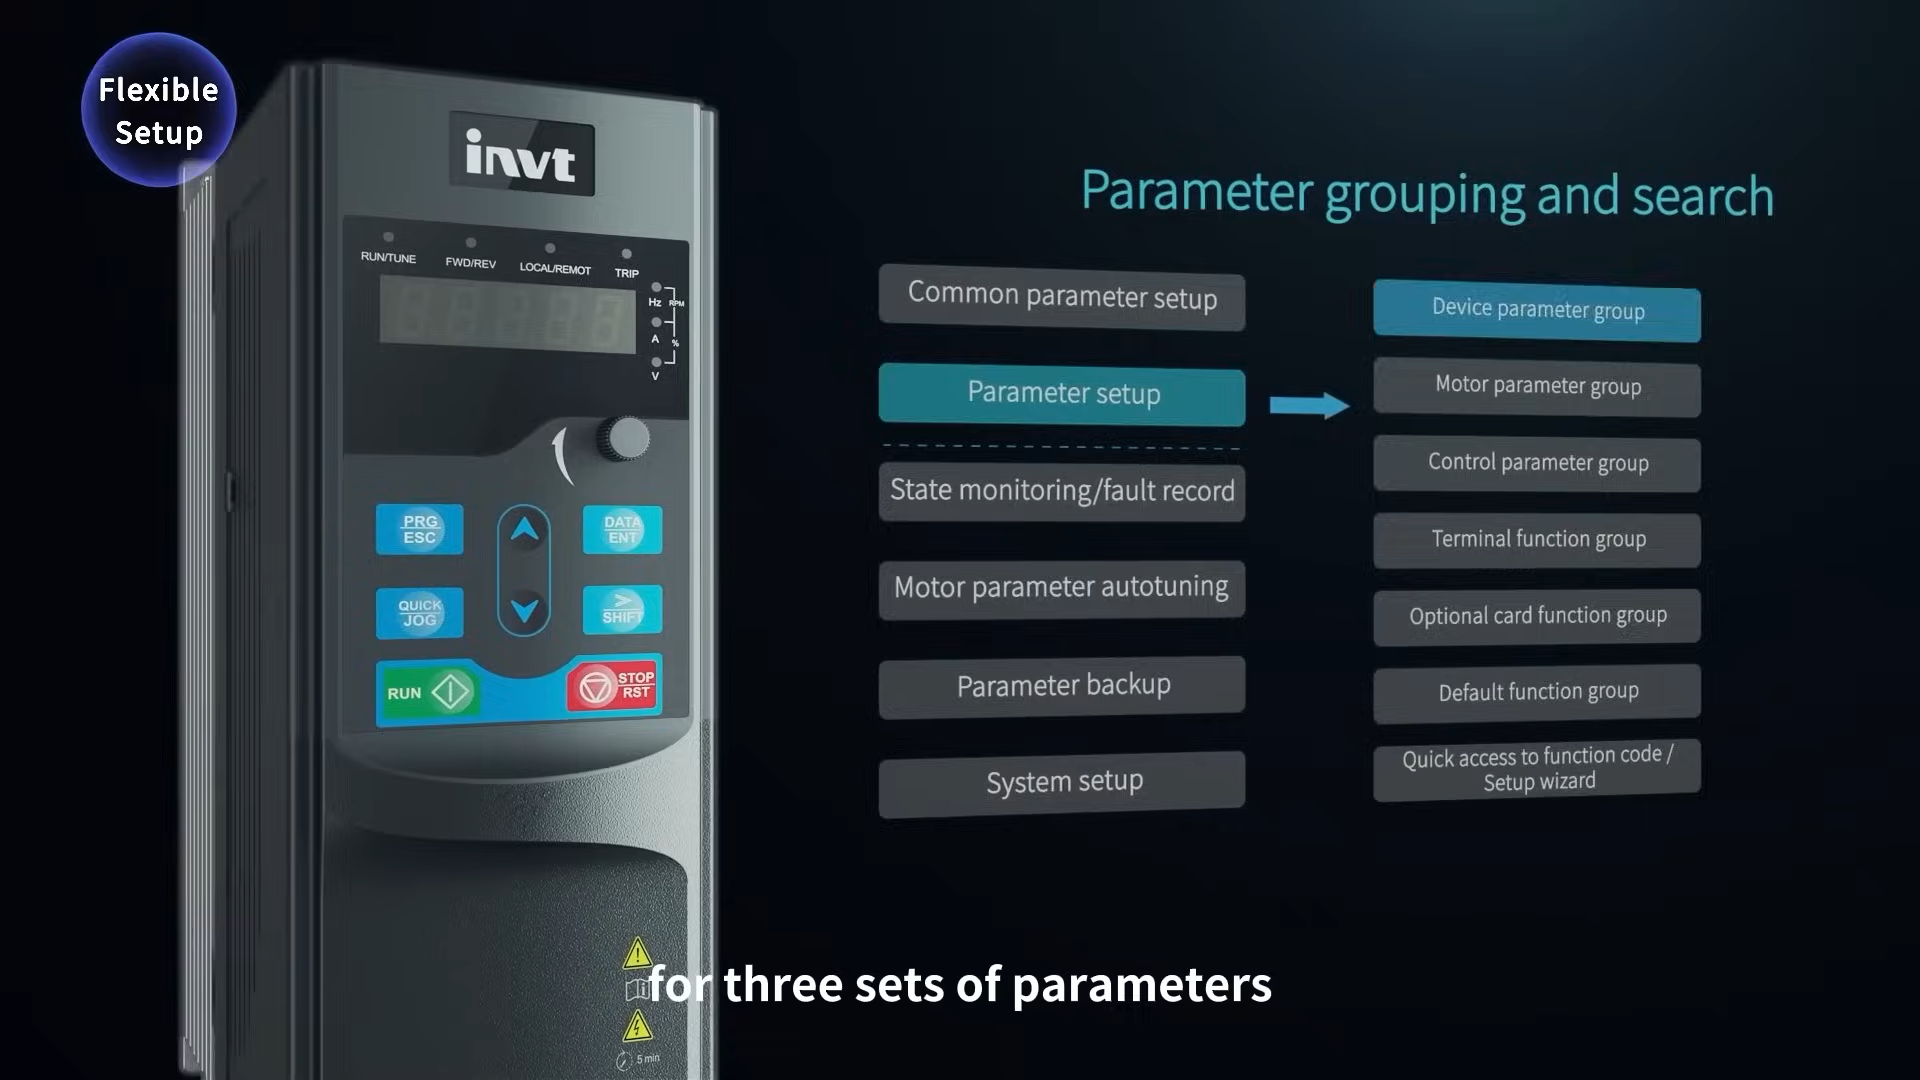 Flexible
Setup
invt
RUN/TUNE
FWD/REV
LOCAL/REMOT
TRIP
Hz
RPM
A
%
V
PRG
ESC
DATA
ENT
QUICK
JOG
>
SHIFT
RUN
STOP
RST
5 min
Parameter grouping and search
Common parameter setup
Parameter setup
State monitoring/fault record
Motor parameter autotuning
Parameter backup
System setup
Device parameter group
Motor parameter group
Control parameter group
Terminal function group
Optional card function group
Default function group
Quick access to function code /
Setup wizard
for three sets of parameters